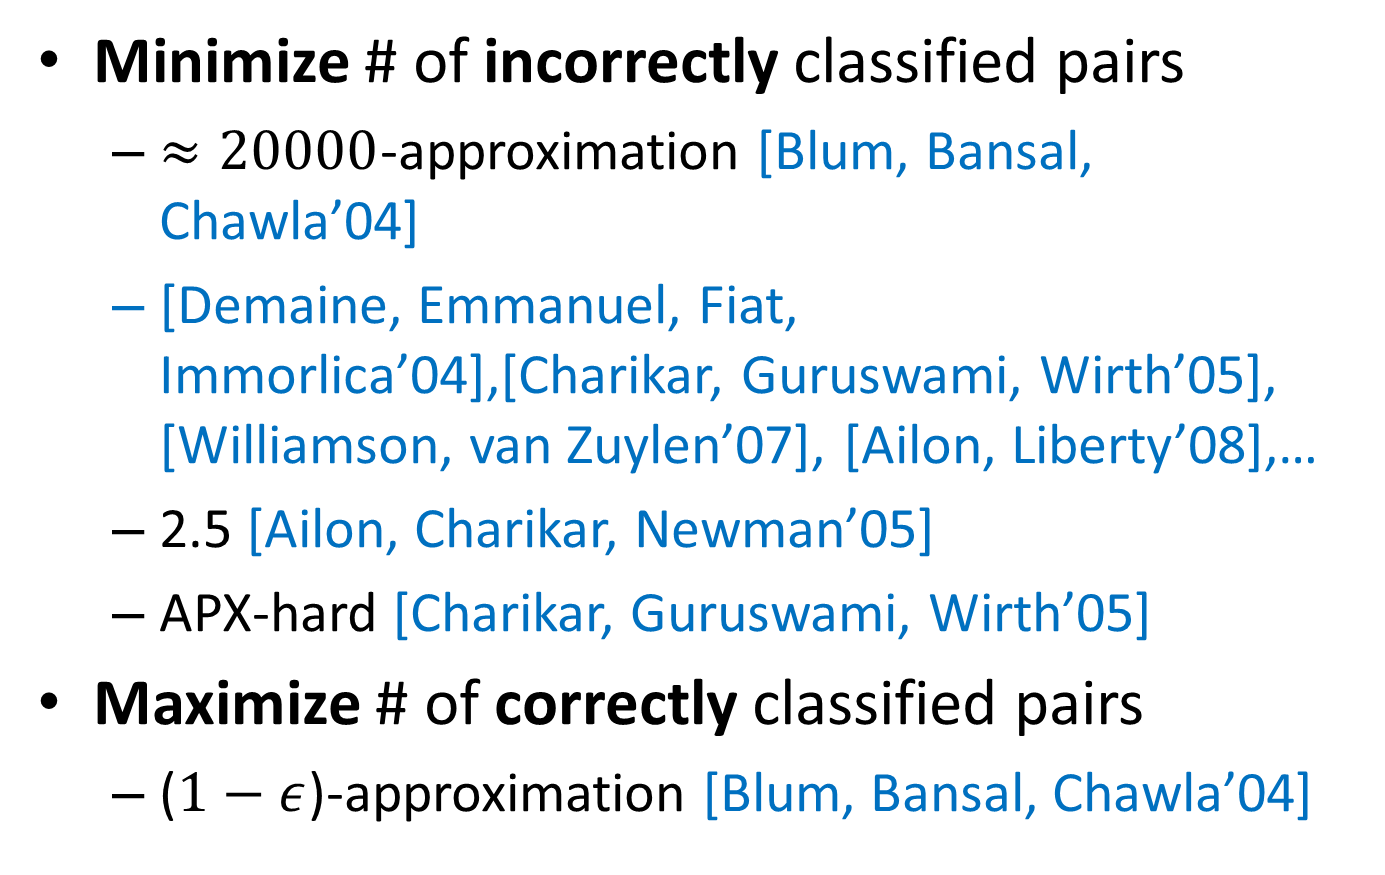 • Minimize # of incorrectly classified pairs
– ≈ 20000-approximation [Blum, Bansal,
Chawla’04]
– [Demaine, Emmanuel, Fiat,
Immorlica’04],[Charikar, Guruswami, Wirth’05],
[Williamson, van Zuylen’07], [Ailon, Liberty’08],…
– 2.5 [Ailon, Charikar, Newman’05]
– APX-hard [Charikar, Guruswami, Wirth’05]
• Maximize # of correctly classified pairs
– (1 − ϵ)-approximation [Blum, Bansal, Chawla’04]